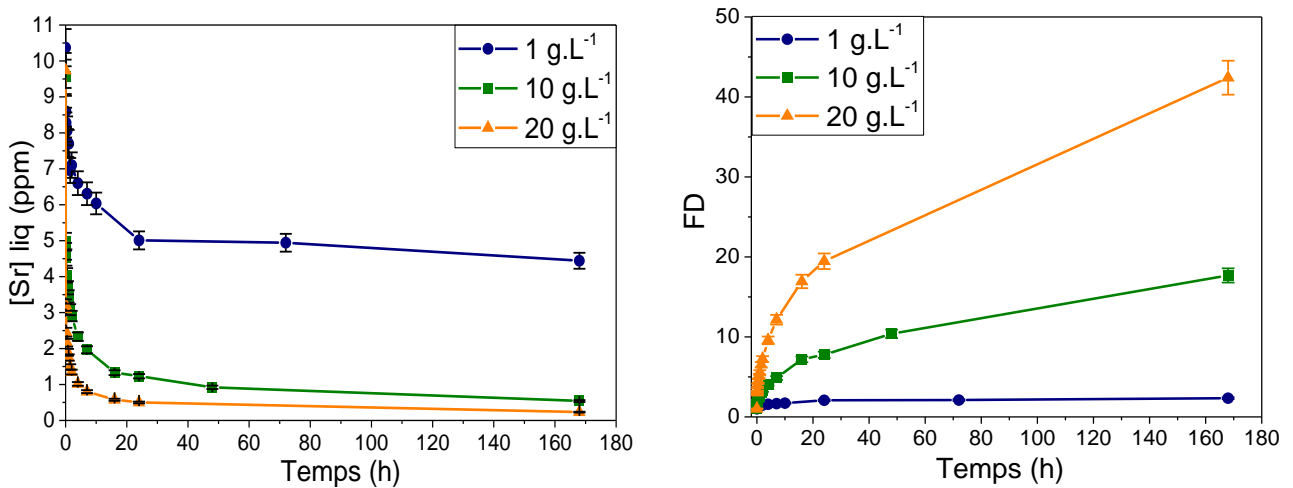 11
10
9
8
7
6
5
4
3
2
1
0
[Sr] liq (ppm)
0 20 40 60 80 100 120 140 160 180
Temps (h)
1 g.L⁻¹
10 g.L⁻¹
20 g.L⁻¹
50
40
30
20
10
0
FD
0 20 40 60 80 100 120 140 160 180
Temps (h)
1 g.L⁻¹
10 g.L⁻¹
20 g.L⁻¹